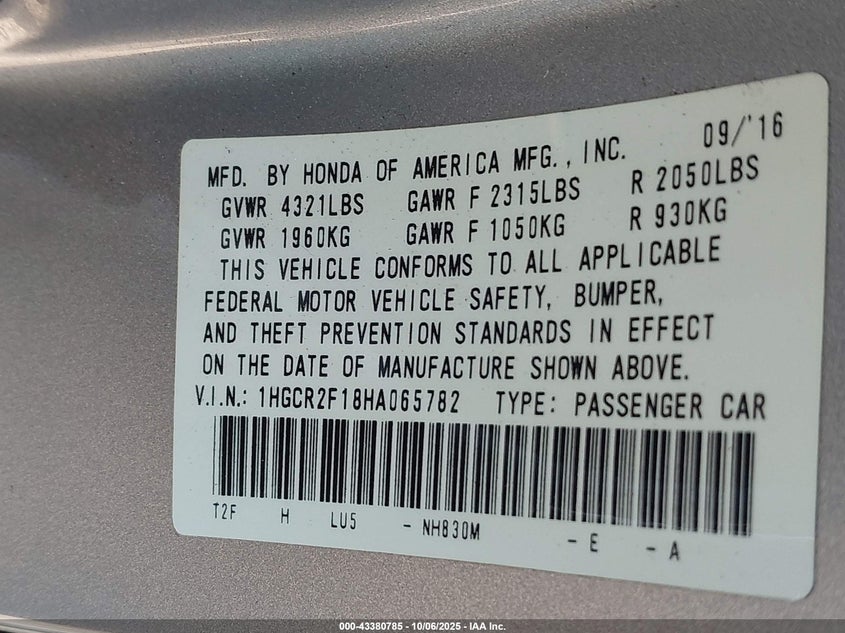 MFD. BY HONDA OF AMERICA MFG., INC. 09/'16
GVWR 4321LBS GAWR F 2315LBS R 2050LBS
GVWR 1960KG GAWR F 1050KG R 930KG
THIS VEHICLE CONFORMS TO ALL APPLICABLE
FEDERAL MOTOR VEHICLE SAFETY, BUMPER,
AND THEFT PREVENTION STANDARDS IN EFFECT
ON THE DATE OF MANUFACTURE SHOWN ABOVE.
V.I.N.: 1HGCR2F18HA065782 TYPE: PASSENGER CAR
T2F H LU5 - NH830M - E - A
000-43380785 - 10/06/2025 - IAA Inc.